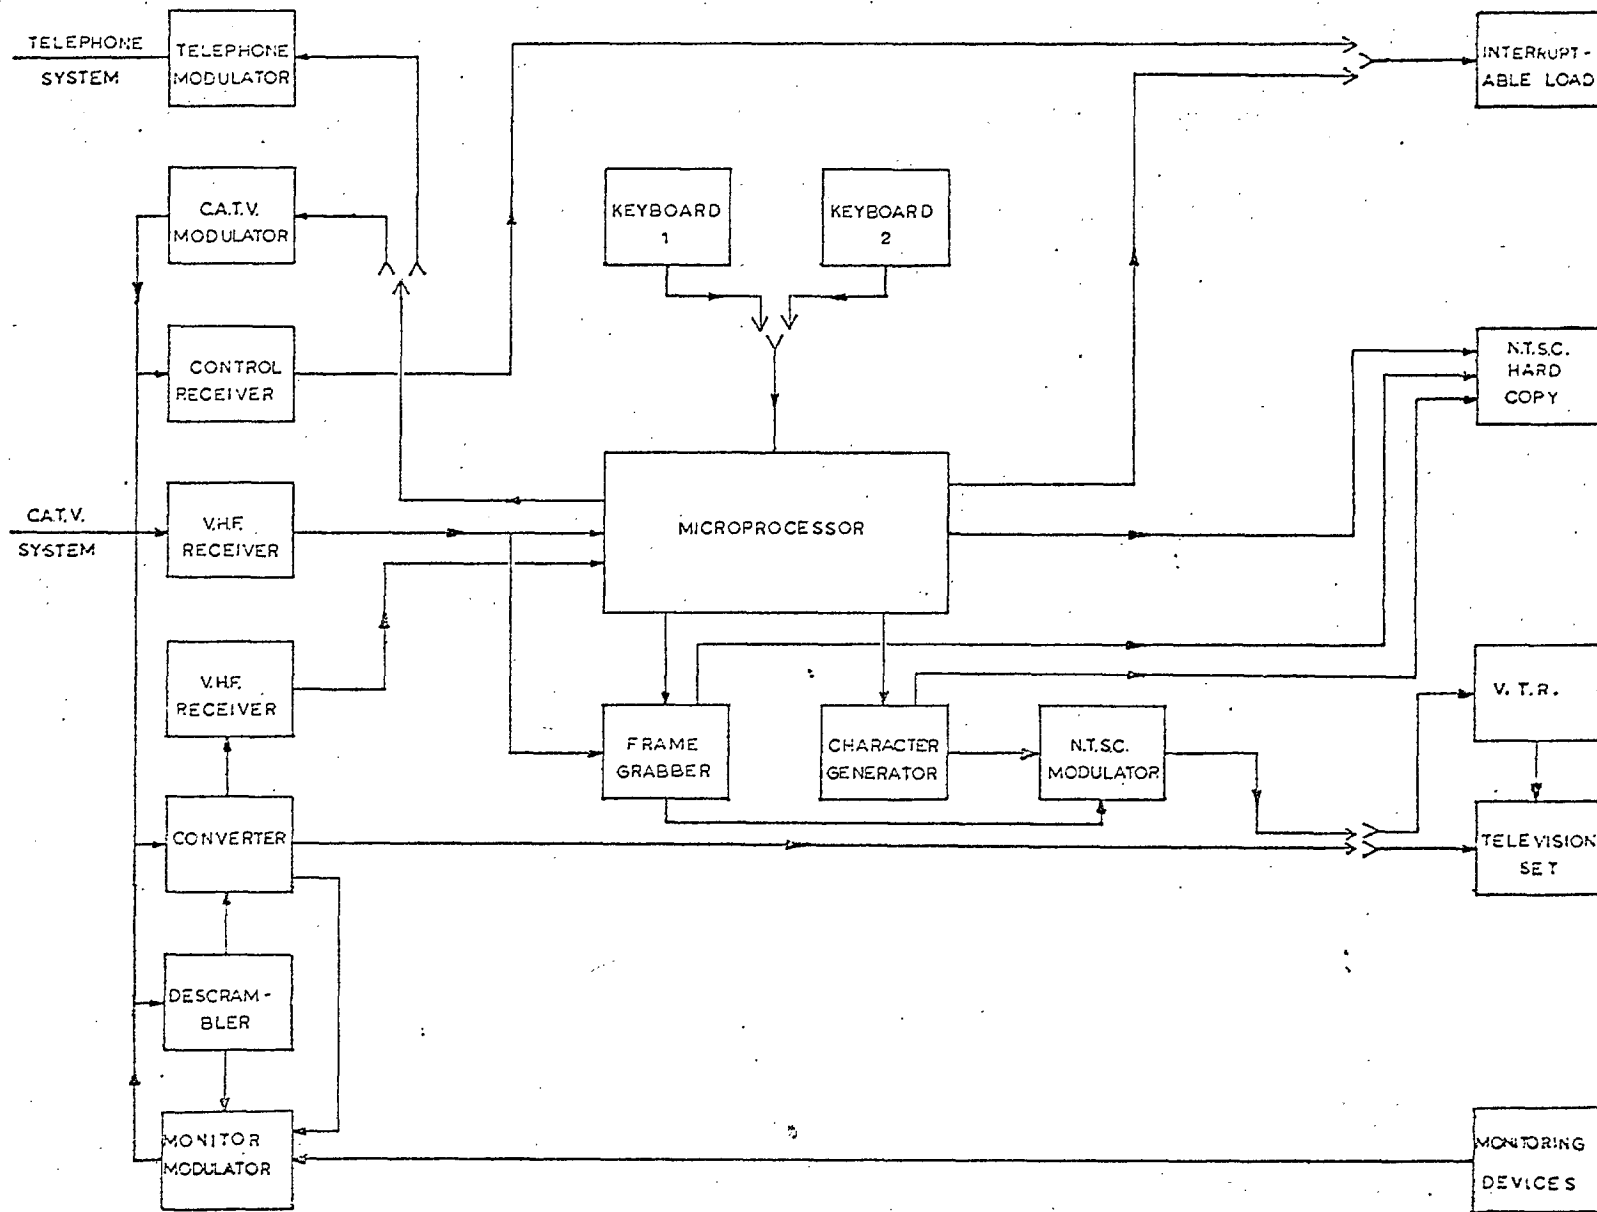 TELEPHONE
SYSTEM
TELEPHONE
MODULATOR
INTERRUPT-
ABLE LOAD
C.A.T.V.
MODULATOR
KEYBOARD
1
KEYBOARD
2
CONTROL
RECEIVER
N.T.S.C.
HARD
COPY
C.A.T.V.
SYSTEM
V.H.F.
RECEIVER
MICROPROCESSOR
V.H.F.
RECEIVER
FRAME
GRABBER
CHARACTER
GENERATOR
N.T.S.C.
MODULATOR
V.T.R.
CONVERTER
TELEVISION
SET
DESCRAM-
BLER
MONITOR
MODULATOR
MONITORING
DEVICES